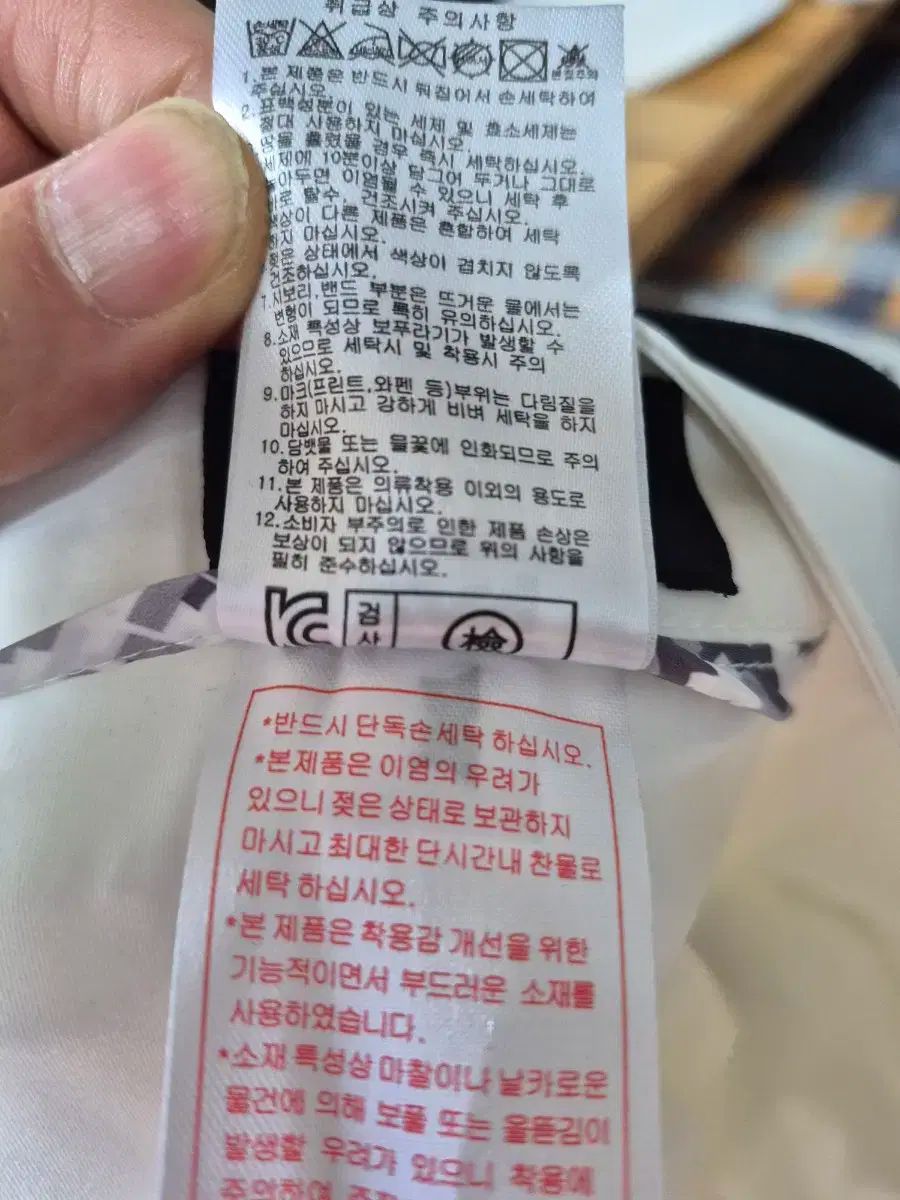 취급상 주의사항
1.본 제품은 반드시 뒤집어서 손세탁하여
주십시오.
2.표백성분이 있는 세제 및 효소세제는
절대 사용하지 마십시오.
땀물 흘렸을 경우 즉시 세탁하십시오.
세제에 10분이상 담그어 두거나 그대로
놓아두면 이염될 수 있으니 세탁 후
바로 탈수, 건조시켜 주십시오.
색상이 다른 제품은 혼합하여 세탁
하지 마십시오.
젖은 상태에서 색상이 겹치지 않도록
건조하십시오.
7.시보리,밴드 부분은 뜨거운 물에서는
변형이 되므로 특히 유의하십시오.
8.소재 특성상 보푸라기가 발생할 수
있으므로 세탁시 및 착용시 주의
하십시오.
9.마크(프린트,와펜 등)부위는 다림질을
하지 마시고 강하게 비벼 세탁을 하지
마십시오.
10.담뱃불 또는 불꽃에 인화되므로 주의
하여 주십시오.
11.본 제품은 의류착용 이외의 용도로
사용하지 마십시오.
12.소비자 부주의로 인한 제품 손상은
보상이 되지 않으므로 위의 사항을
필히 준수하십시오.
검사 檢
*반드시 단독손세탁 하십시오.
*본제품은 이염의 우려가
있으니 젖은 상태로 보관하지
마시고 최대한 단시간내 찬물로
세탁 하십시오.
*본 제품은 착용감 개선을 위한
기능적이면서 부드러운 소재를
사용하였습니다.
*소재 특성상 마찰이나 날카로운
물건에 의해 보풀 또는 올뜯김이
발생할 우려가 있으니 착용에
주의하여